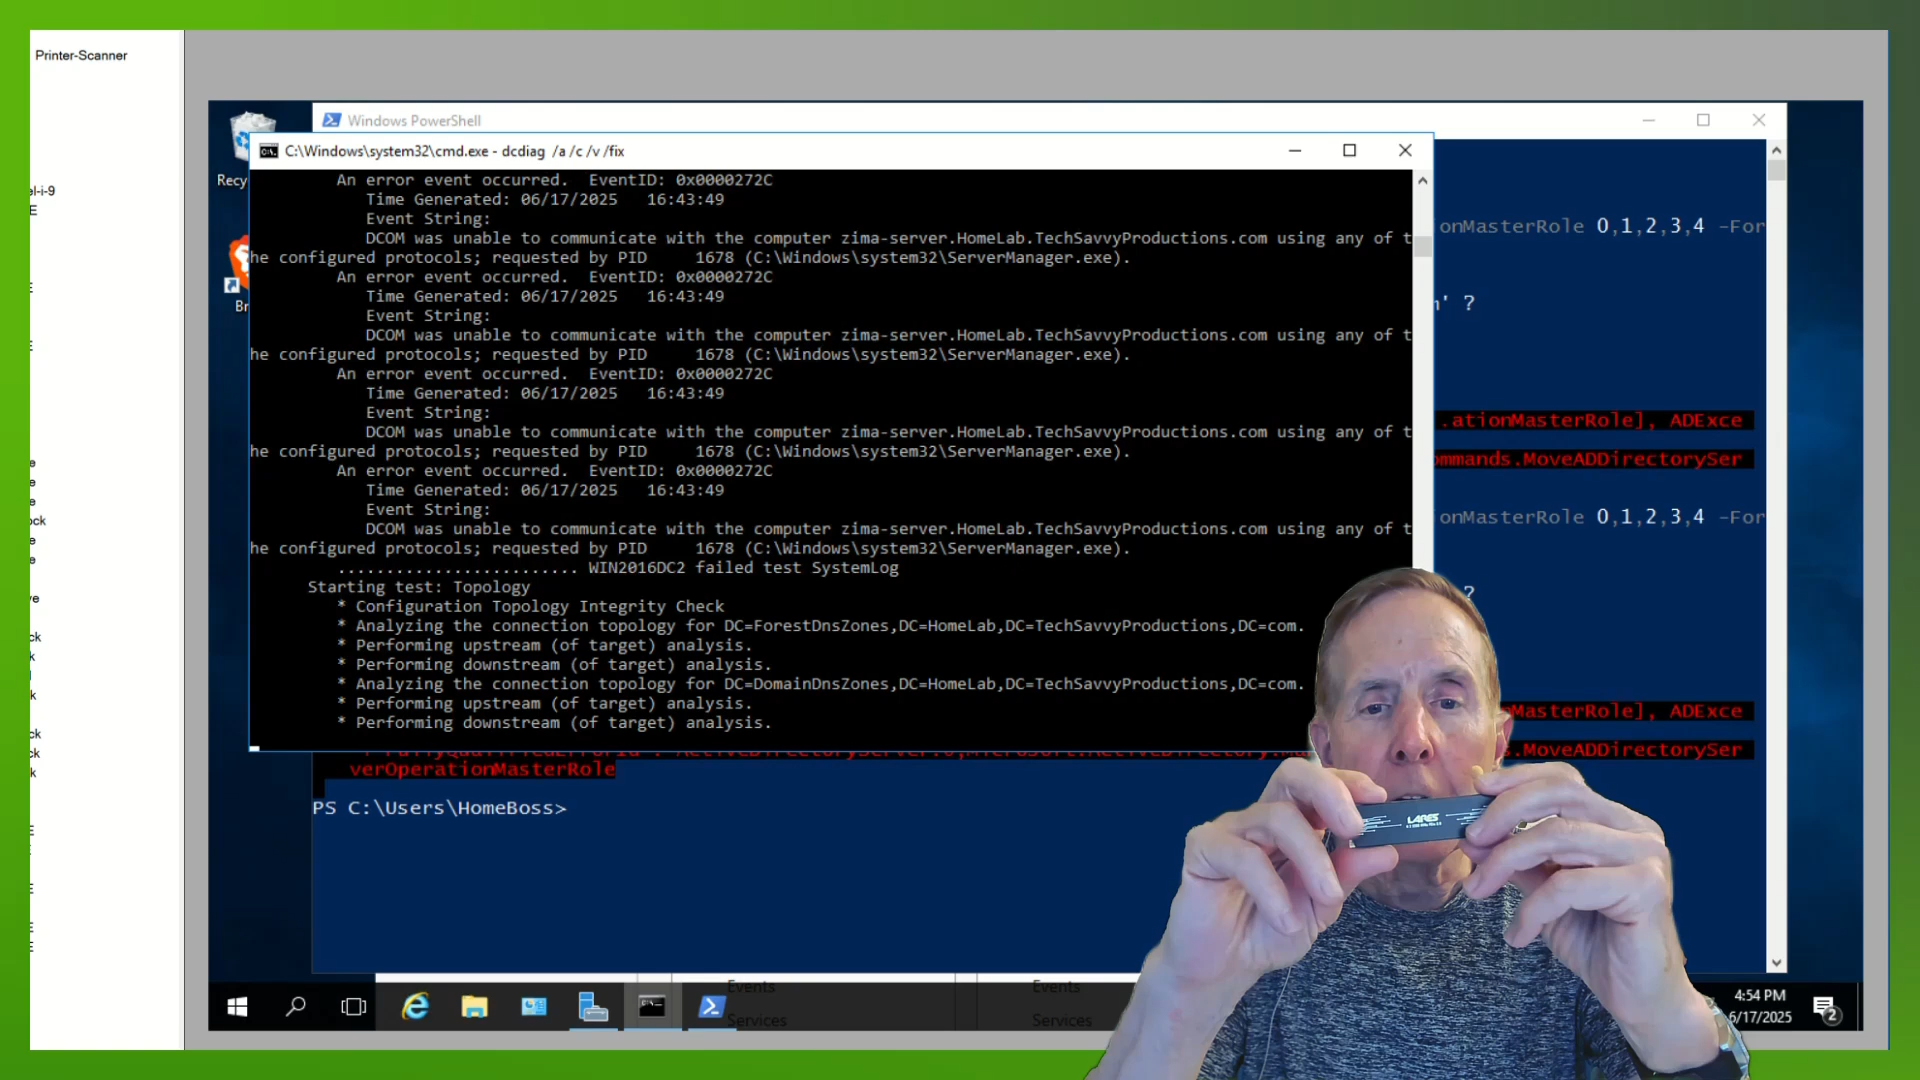 Printer-Scanner
el-i-9
Windows PowerShell
C:\Windows\system32\cmd.exe - dcdiag /a /c /v /fix
An error event occurred. EventID: 0x0000272C
Time Generated: 06/17/2025 16:43:49
Event String:
DCOM was unable to communicate with the computer zima-server.HomeLab.TechSavvyProductions.com using any of t
he configured protocols; requested by PID 1678 (C:\Windows\system32\ServerManager.exe).
An error event occurred. EventID: 0x0000272C
Time Generated: 06/17/2025 16:43:49
Event String:
DCOM was unable to communicate with the computer zima-server.HomeLab.TechSavvyProductions.com using any of t
he configured protocols; requested by PID 1678 (C:\Windows\system32\ServerManager.exe).
An error event occurred. EventID: 0x0000272C
Time Generated: 06/17/2025 16:43:49
Event String:
DCOM was unable to communicate with the computer zima-server.HomeLab.TechSavvyProductions.com using any of t
he configured protocols; requested by PID 1678 (C:\Windows\system32\ServerManager.exe).
An error event occurred. EventID: 0x0000272C
Time Generated: 06/17/2025 16:43:49
Event String:
DCOM was unable to communicate with the computer zima-server.HomeLab.TechSavvyProductions.com using any of t
he configured protocols; requested by PID 1678 (C:\Windows\system32\ServerManager.exe).
......................... WIN2016DC2 failed test SystemLog
Starting test: Topology
* Configuration Topology Integrity Check
* Analyzing the connection topology for DC=ForestDnsZones,DC=HomeLab,DC=TechSavvyProductions,DC=com.
* Performing upstream (of target) analysis.
* Performing downstream (of target) analysis.
* Analyzing the connection topology for DC=DomainDnsZones,DC=HomeLab,DC=TechSavvyProductions,DC=com.
* Performing upstream (of target) analysis.
* Performing downstream (of target) analysis.
onMasterRole 0,1,2,3,4 -For
n' ?
.ationMasterRole], ADExce
ommands.MoveADDirectorySer
onMasterRole 0,1,2,3,4 -For
?
onMasterRole], ADExce
s.MoveADDirectorySer
verOperationMasterRole
PS C:\Users\HomeBoss>
Recy
Br
LARES
Events
Services
Events
Services
4:54 PM
6/17/2025
2